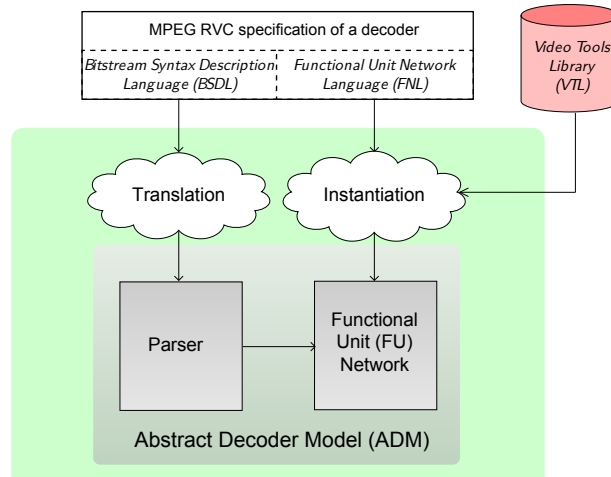 MPEG RVC specification of a decoder
Bitstream Syntax Description
Language (BSDL)
Functional Unit Network
Language (FNL)
Video Tools
Library
(VTL)
Translation
Instantiation
Parser
Functional
Unit (FU)
Network
Abstract Decoder Model (ADM)